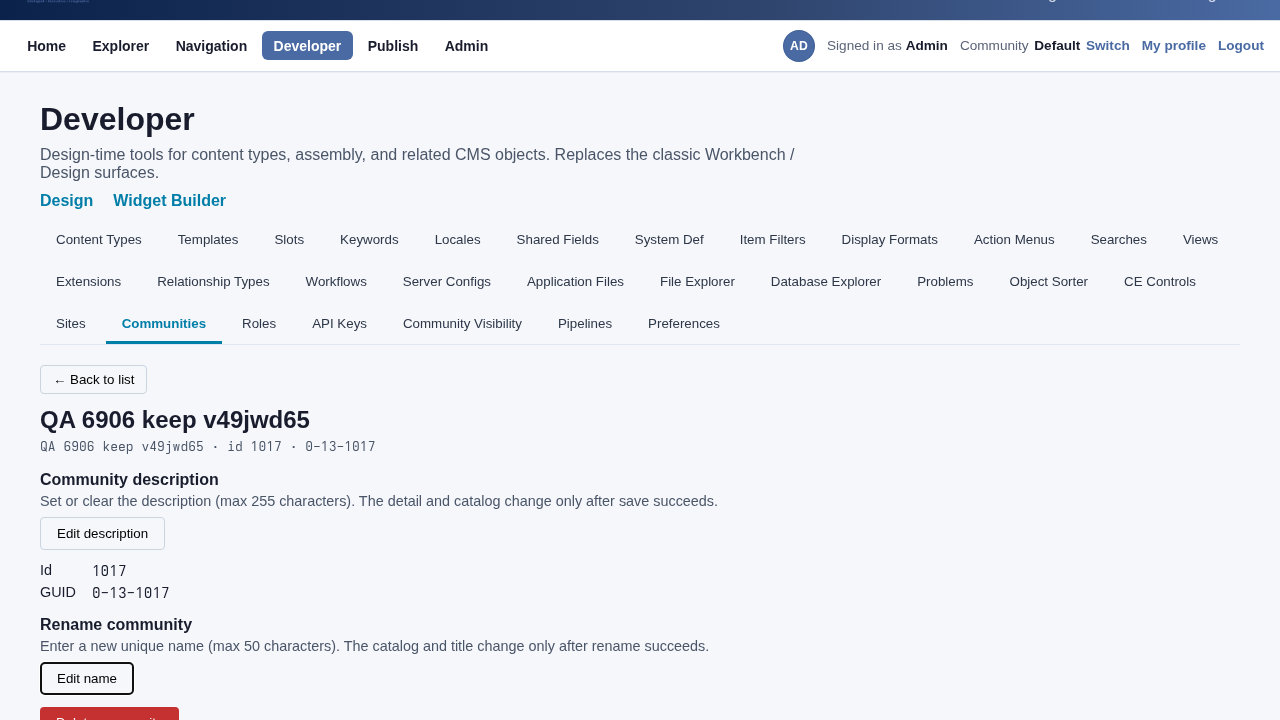 Home Explorer Navigation Developer Publish Admin AD Signed in as Admin Community Default Switch My profile Logout
Developer
Design-time tools for content types, assembly, and related CMS objects. Replaces the classic Workbench /
Design surfaces.
Design Widget Builder
Content Types Templates Slots Keywords Locales Shared Fields System Def Item Filters Display Formats Action Menus Searches Views
Extensions Relationship Types Workflows Server Configs Application Files File Explorer Database Explorer Problems Object Sorter CE Controls
Sites Communities Roles API Keys Community Visibility Pipelines Preferences
← Back to list
QA 6906 keep v49jwd65
QA 6906 keep v49jwd65 · id 1017 · 0-13-1017
Community description
Set or clear the description (max 255 characters). The detail and catalog change only after save succeeds.
Edit description
Id 1017
GUID 0-13-1017
Rename community
Enter a new unique name (max 50 characters). The catalog and title change only after rename succeeds.
Edit name